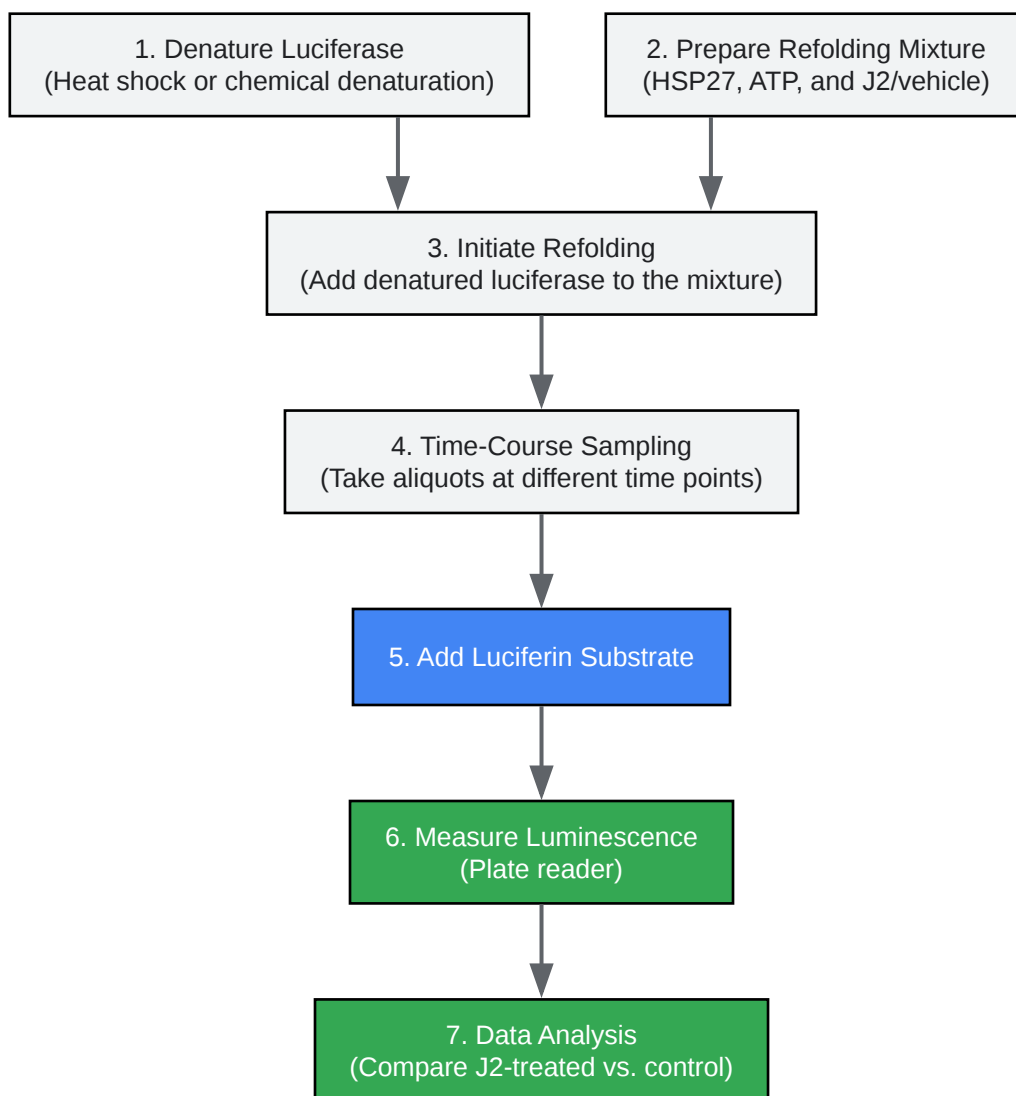 1. Denature Luciferase
(Heat shock or chemical denaturation)
2. Prepare Refolding Mixture
(HSP27, ATP, and J2/vehicle)
3. Initiate Refolding
(Add denatured luciferase to the mixture)
4. Time-Course Sampling
(Take aliquots at different time points)
5. Add Luciferin Substrate
6. Measure Luminescence
(Plate reader)
7. Data Analysis
(Compare J2-treated vs. control)